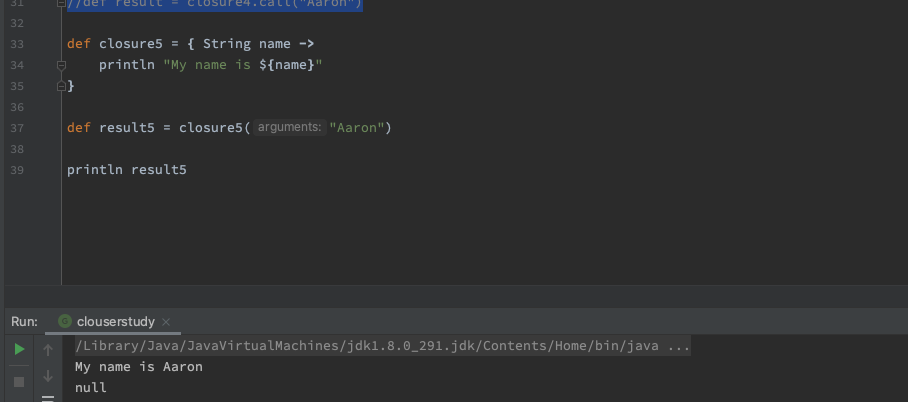 31 //def result = closure4.call("Aaron")
32
33 def closure5 = { String name ->
34 println "My name is ${name}"
35 }
36
37 def result5 = closure5( arguments: "Aaron")
38
39 println result5
Run: clouserstudy ×
/Library/Java/JavaVirtualMachines/jdk1.8.0_291.jdk/Contents/Home/bin/java ...
My name is Aaron
null